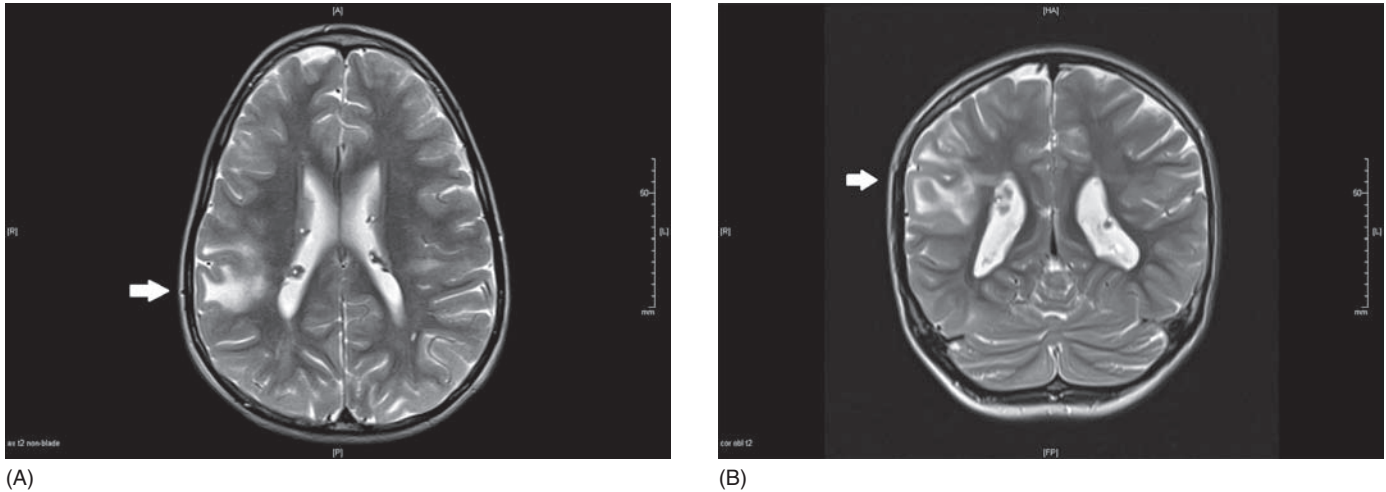 [A]
[HA]
[R]
50
[L]
mm
ax t2 non-blade
[P]
[R]
50
[L]
mm
cor obl t2
[FP]
(A)
(B)